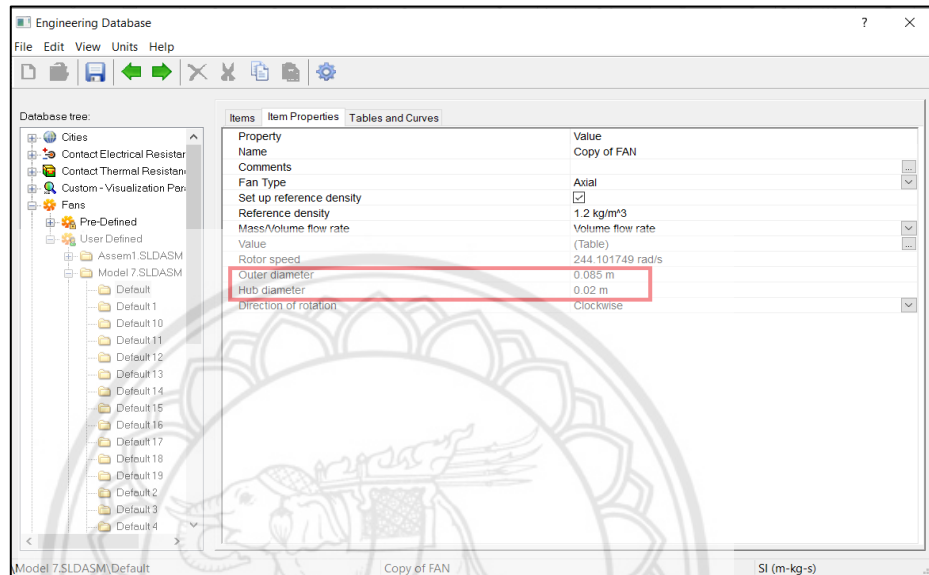 Engineering Database
File Edit View Units Help
Database tree:
Cities
Contact Electrical Resistan
Contact Thermal Resistan
Custom - Visualization Par
Fans
Pre-Defined
User Defined
Assem1.SLDASM
Model 7.SLDASM
Default
Default 1
Default 10
Default 11
Default 12
Default 13
Default 14
Default 15
Default 16
Default 17
Default 18
Default 19
Default 2
Default 3
Default 4
Items Item Properties Tables and Curves
Property Value
Name Copy of FAN
Comments
Fan Type Axial
Set up reference density
Reference density 1.2 kg/m^3
Mass/Volume flow rate Volume flow rate
Value (Table)
Rotor speed 244.101749 rad/s
Outer diameter 0.085 m
Hub diameter 0.02 m
Direction of rotation Clockwise
\Model 7.SLDASM\Default Copy of FAN SI (m-kg-s)